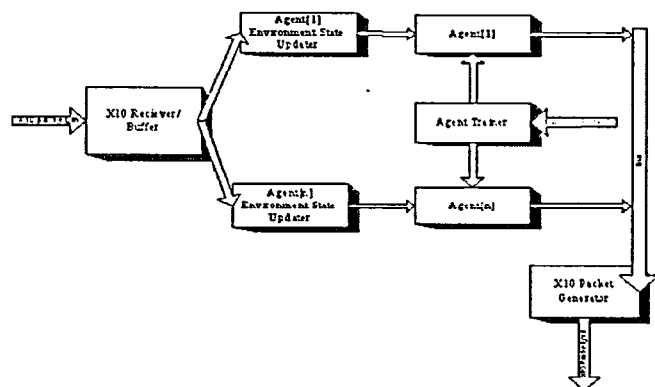 Agent[1]
Environment State
Updater
Agent[1]
X10 Reciever/
Buffer
Agent Trainer
Agent[n]
Environment State
Updater
Agent[n]
X10 Packet
Generator